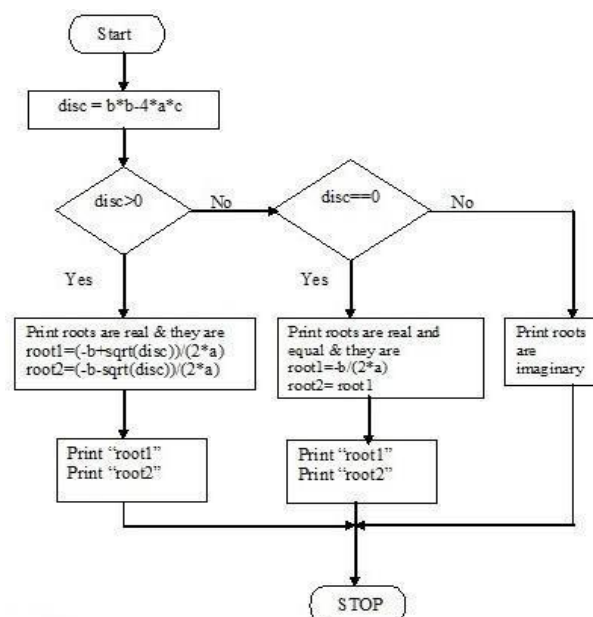 Start
disc = b*b-4*a*c
disc>0
No
disc==0
No
Yes
Yes
Print roots are real & they are
root1=(-b+sqrt(disc))/(2*a)
root2=(-b-sqrt(disc))/(2*a)
Print roots are real and
equal & they are
root1=-b/(2*a)
root2= root1
Print roots
are
imaginary
Print “root1”
Print “root2”
Print “root1”
Print “root2”
STOP